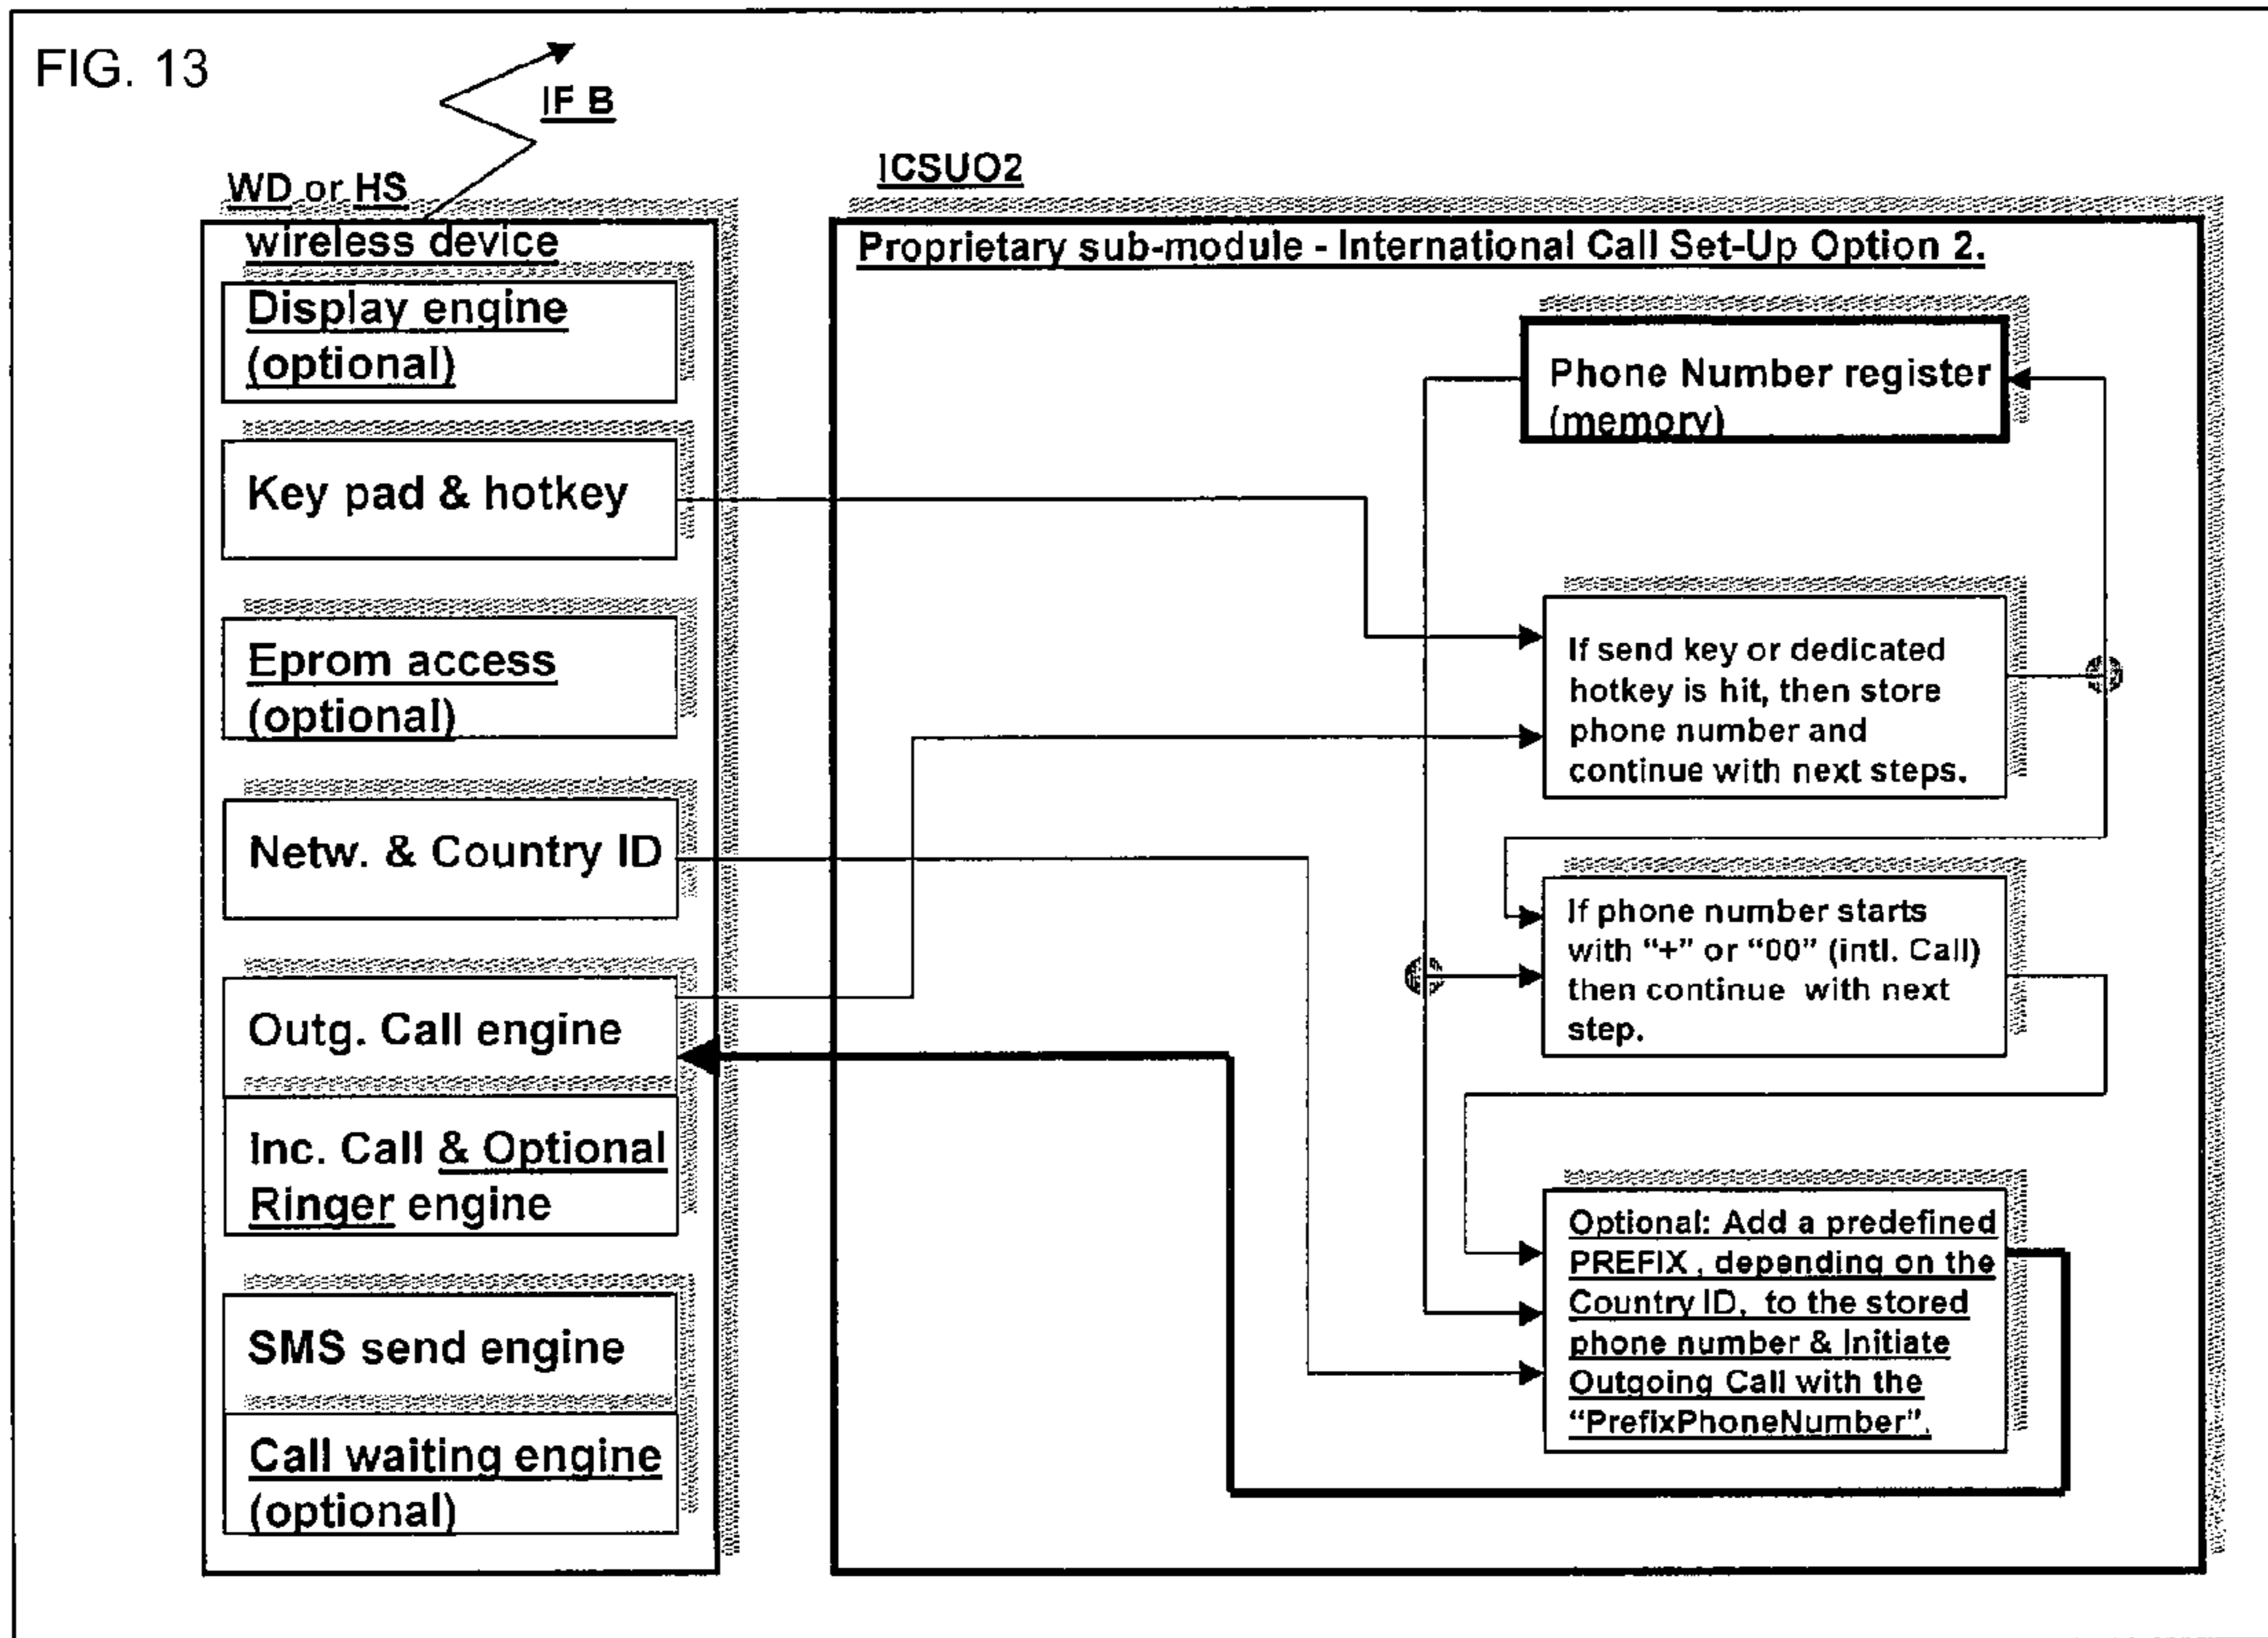 FIG. 13
IF B
WD or HS
wireless device
Display engine
(optional)
Key pad & hotkey
Eprom access
(optional)
Netw. & Country ID
Outg. Call engine
Inc. Call & Optional
Ringer engine
SMS send engine
Call waiting engine
(optional)
ICSUO2
Proprietary sub-module - International Call Set-Up Option 2.
Phone Number register
(memory)
If send key or dedicated
hotkey is hit, then store
phone number and
continue with next steps.
If phone number starts
with “+” or “00” (intl. Call)
then continue with next
step.
Optional: Add a predefined
PREFIX , depending on the
Country ID, to the stored
phone number & Initiate
Outgoing Call with the
“PrefixPhoneNumber”.